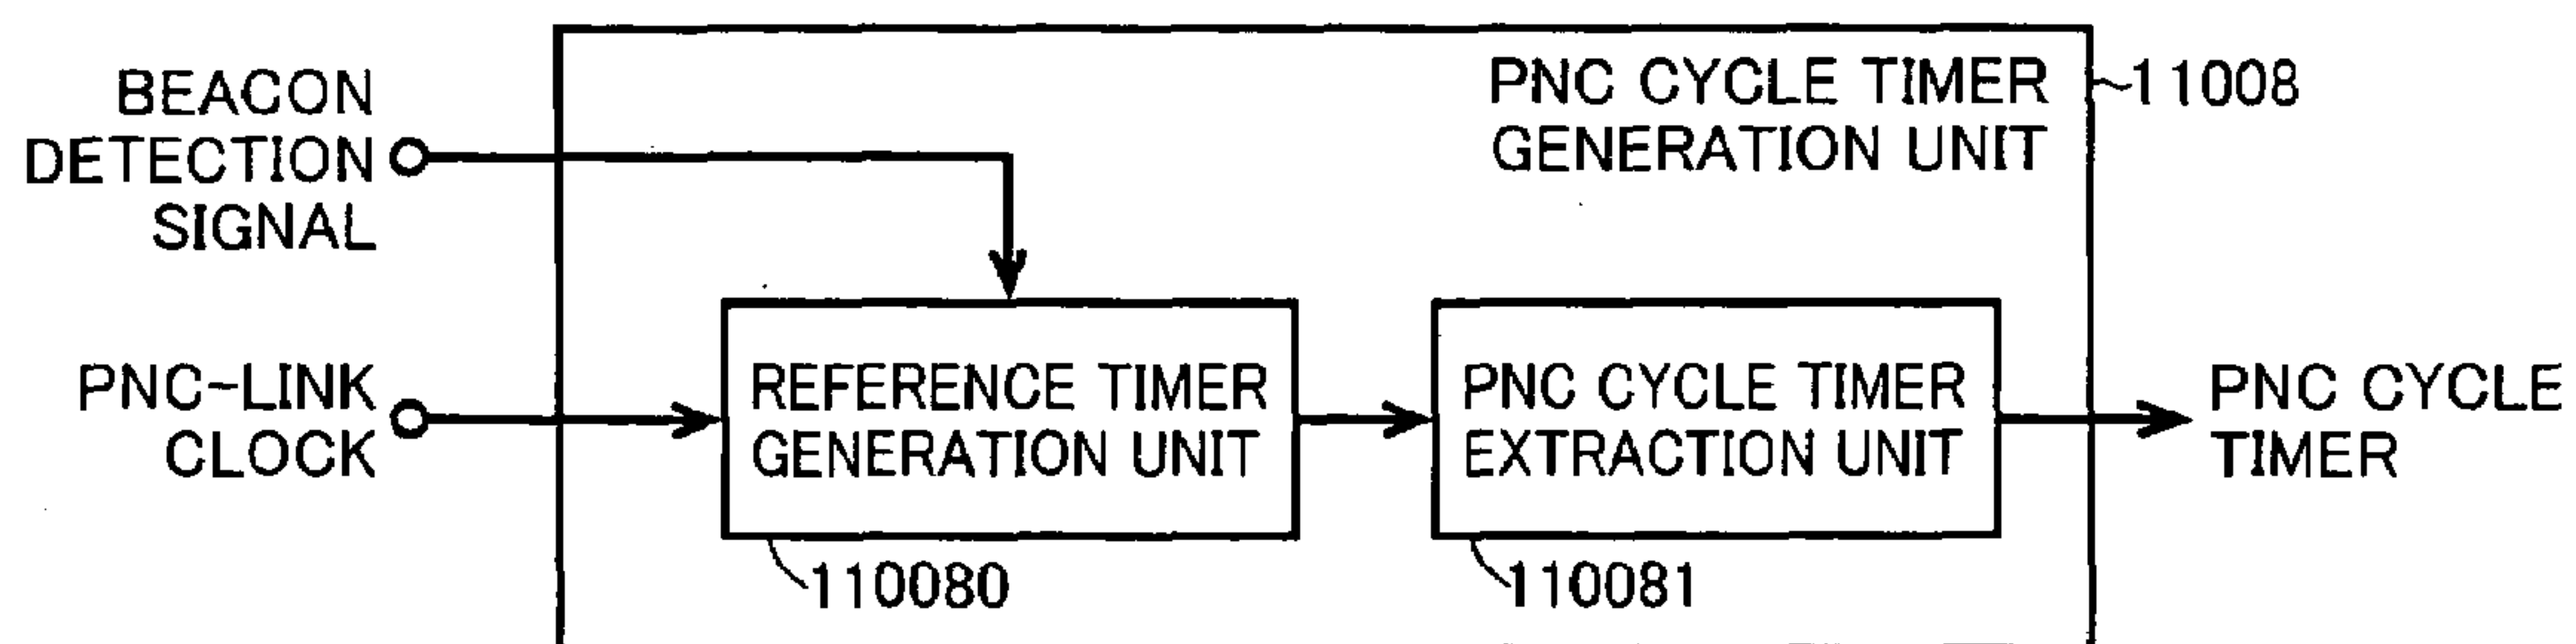 BEACON
DETECTION
SIGNAL
PNC CYCLE TIMER
GENERATION UNIT
11008
PNC-LINK
CLOCK
REFERENCE TIMER
GENERATION UNIT
110080
PNC CYCLE TIMER
EXTRACTION UNIT
110081
PNC CYCLE
TIMER